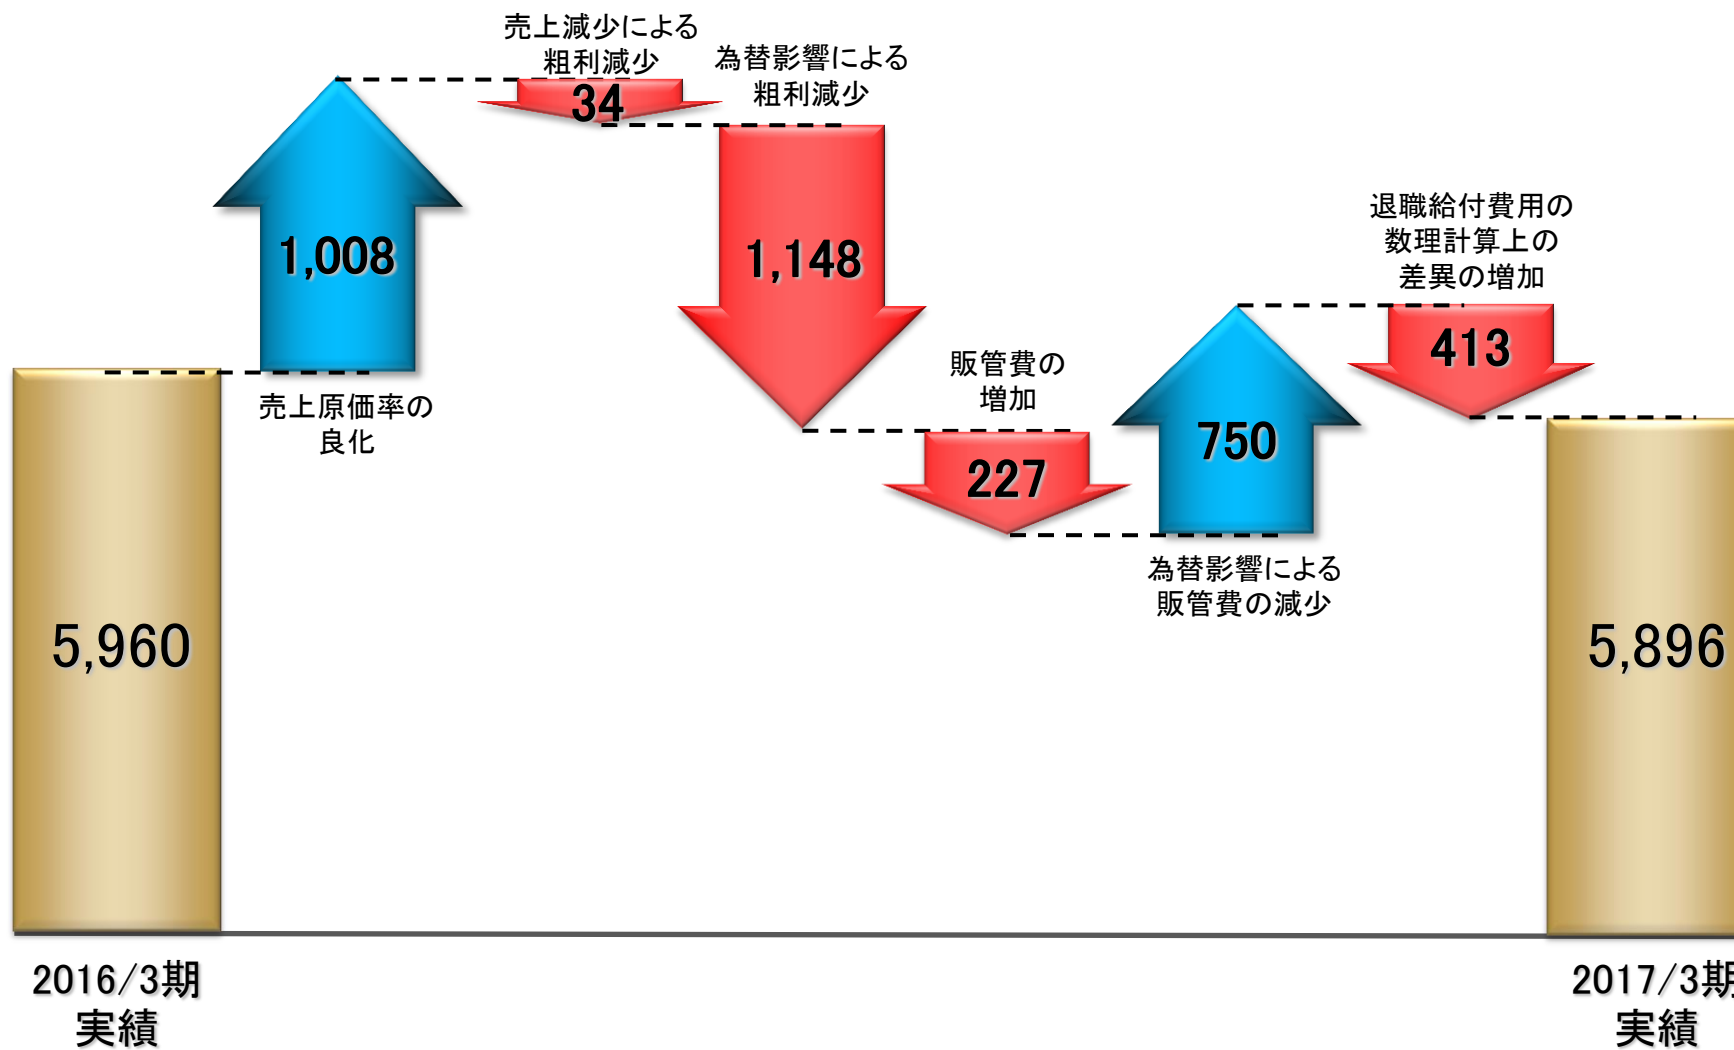 売上減少による
粗利減少
34
為替影響による
粗利減少
1,148
1,008
売上原価率の
良化
販管費の
増加
227
750
為替影響による
販管費の減少
退職給付費用の
数理計算上の
差異の増加
413
5,960
5,896
2016/3期
実績
2017/3期
実績